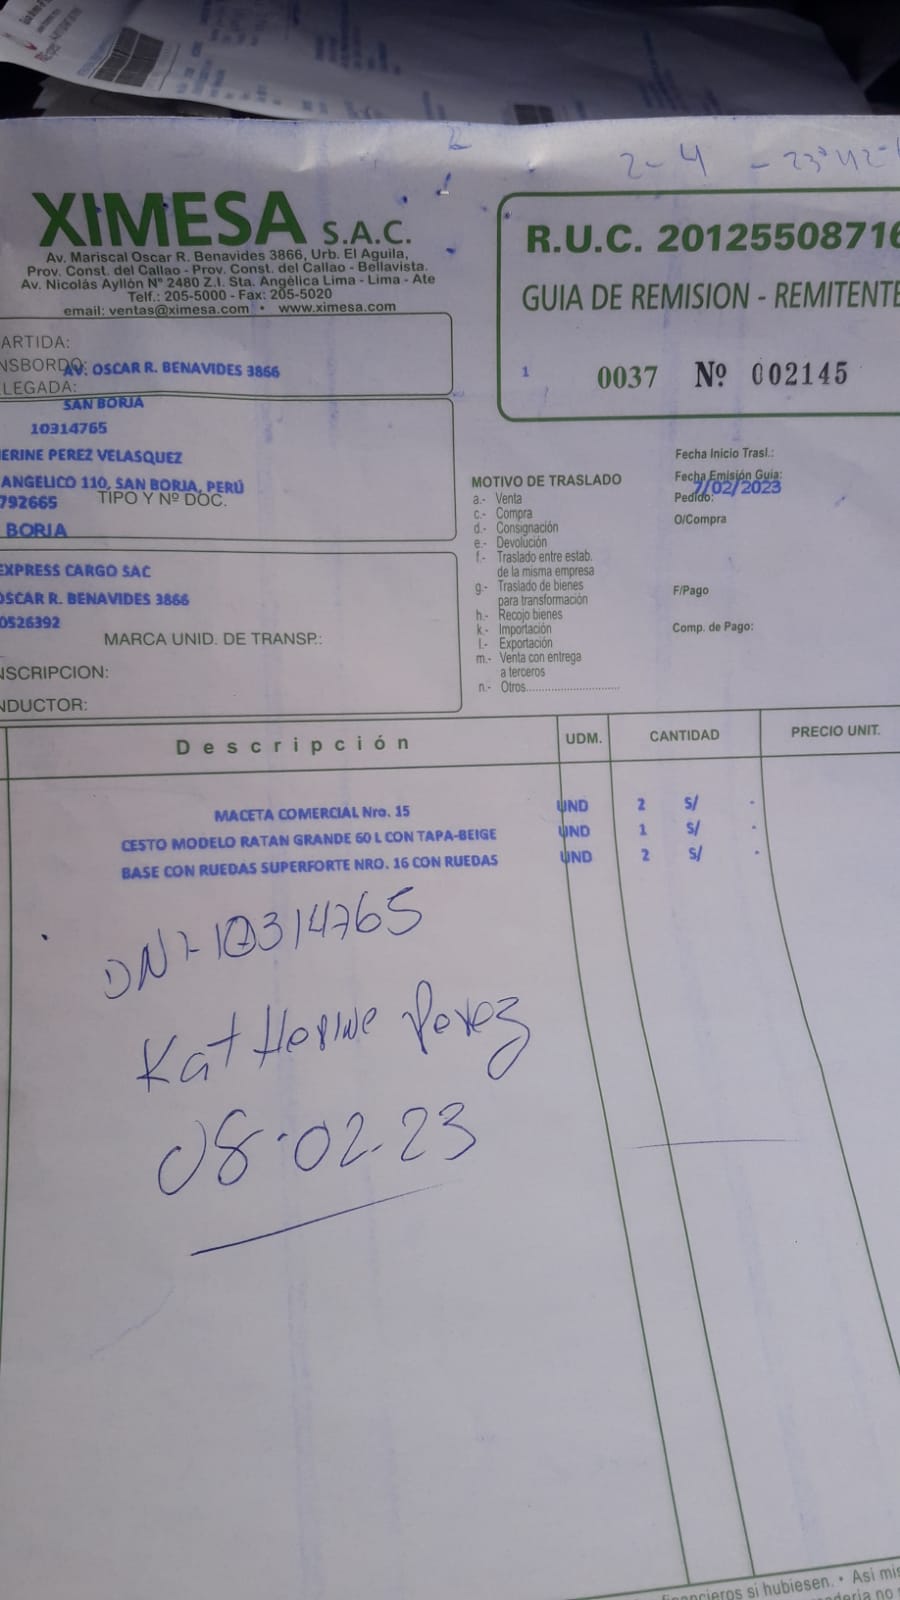 2-4 - 23°42-
XIMESA S.A.C.
Av. Mariscal Oscar R. Benavides 3866, Urb. El Aguila,
Prov. Const. del Callao - Prov. Const. del Callao - Bellavista.
Av. Nicolás Ayllón Nº 2480 Z.I. Sta. Angélica Lima - Lima - Ate
Telf.: 205-5000 - Fax: 205-5020
email: ventas@ximesa.com • www.ximesa.com
R.U.C. 20125508716
GUIA DE REMISION - REMITENTE
1 0037 Nº 002145
ARTIDA:
NSBORDO:
AV. OSCAR R. BENAVIDES 3866
LEGADA:
SAN BORJA
10314765
ERINE PEREZ VELASQUEZ
ANGELICO 110, SAN BORJA, PERÚ
792665 TIPO Y Nº DOC.
BORJA
EXPRESS CARGO SAC
OSCAR R. BENAVIDES 3866
0526392
MARCA UNID. DE TRANSP.:
NSCRIPCION:
NDUCTOR:
MOTIVO DE TRASLADO
a.- Venta
c.- Compra
d.- Consignación
e.- Devolución
f.- Traslado entre estab.
de la misma empresa
g.- Traslado de bienes
para transformación
h.- Recojo bienes
k.- Importación
l.- Exportación
m.- Venta con entrega
a terceros
n.- Otros..............................
Fecha Inicio Trasl.:
Fecha Emisión Guia:
7/02/2023
Pedido:
O/Compra
F/Pago
Comp. de Pago:
Descripción UDM. CANTIDAD PRECIO UNIT.
MACETA COMERCIAL Nro. 15 UND 2 S/ -
CESTO MODELO RATAN GRANDE 60 L CON TAPA-BEIGE UND 1 S/ -
BASE CON RUEDAS SUPERFORTE NRO. 16 CON RUEDAS UND 2 S/ -
DNI-10314765
Katherine Perez
08-02-23
financieros si hubiesen. • Asi mis